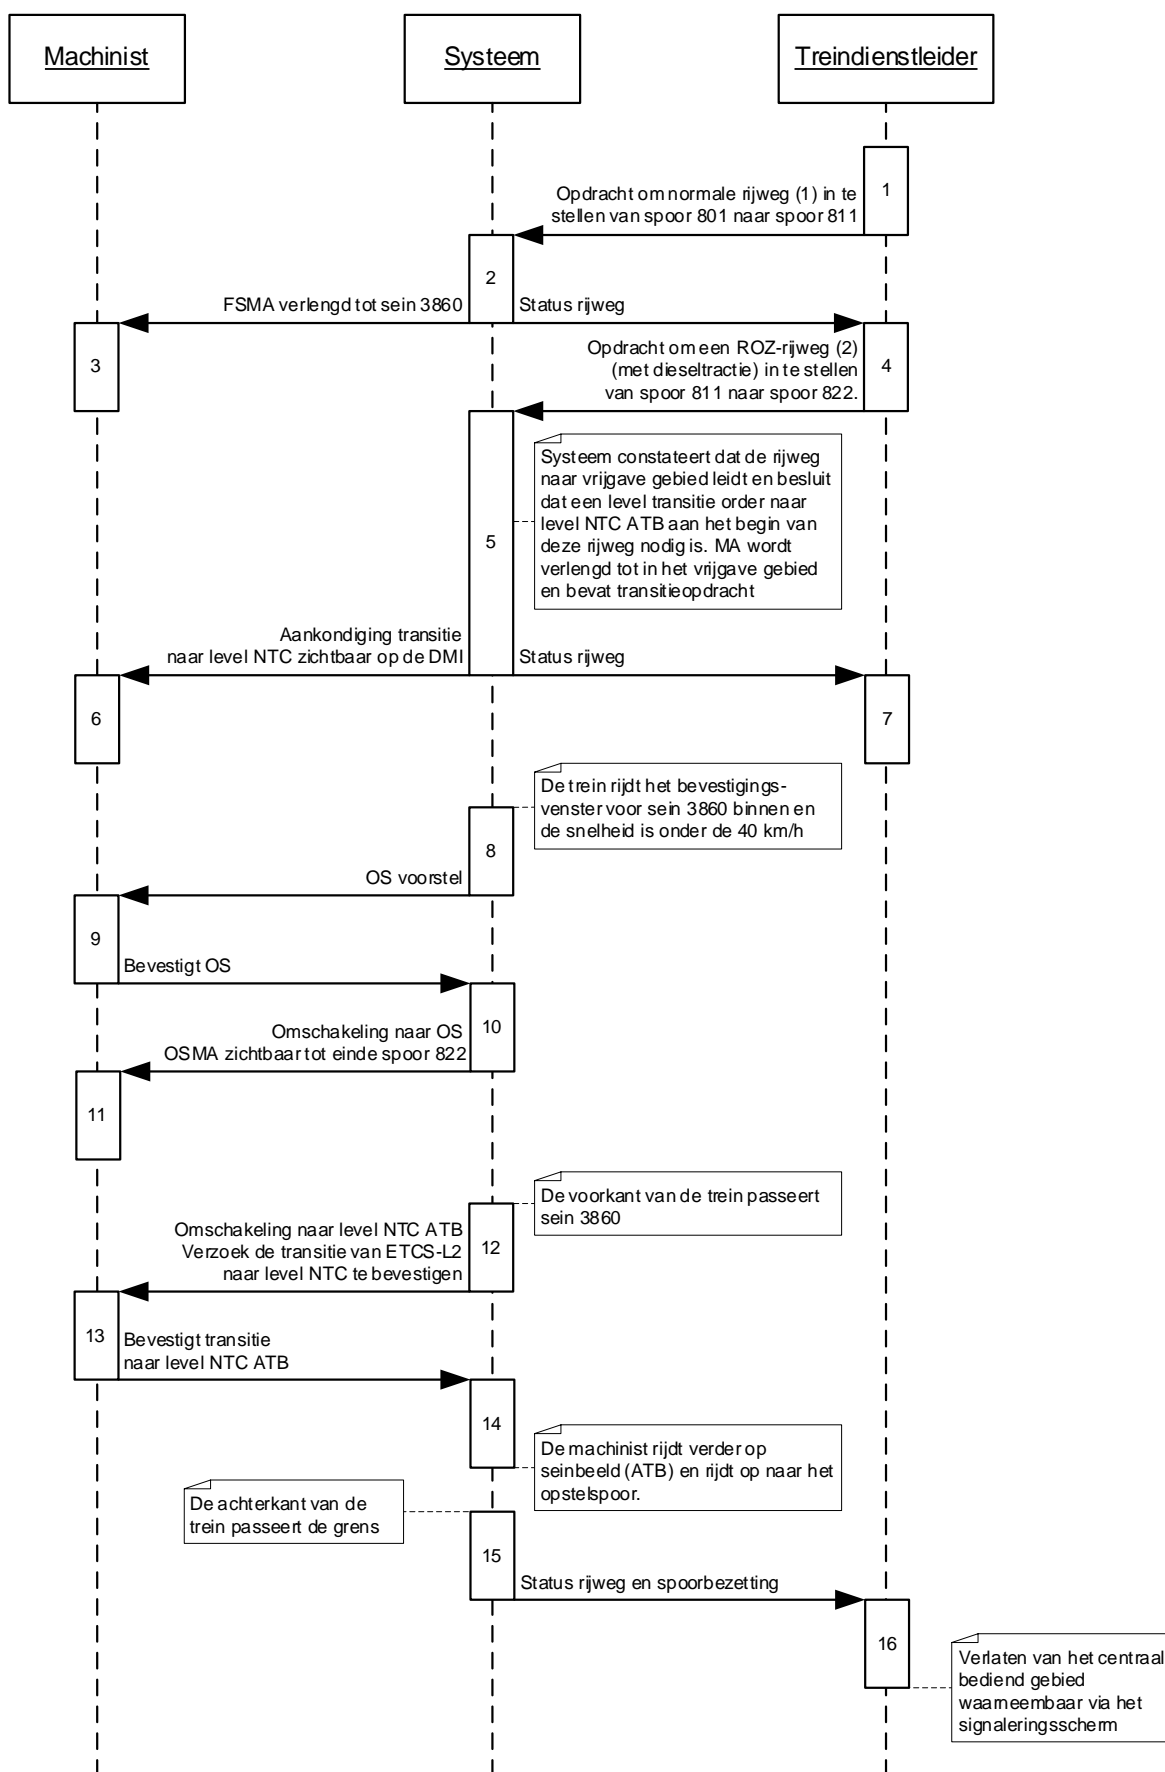 Machinist
Systeem
Treindienstleider
1
Opdracht om normale rijweg (1) in te
stellen van spoor 801 naar spoor 811
2
FSMA verlengd tot sein 3860
Status rijweg
3
4
Opdracht om een ROZ-rijweg (2)
(met dieseltractie) in te stellen
van spoor 811 naar spoor 822.
Systeem constateert dat de rijweg
naar vrijgave gebied leidt en besluit
dat een level transitie order naar
level NTC ATB aan het begin van
deze rijweg nodig is. MA wordt
verlengd tot in het vrijgave gebied
en bevat transitieopdracht
5
Aankondiging transitie
naar level NTC zichtbaar op de DMI
Status rijweg
6
7
De trein rijdt het bevestigings-
venster voor sein 3860 binnen en
de snelheid is onder de 40 km/h
8
OS voorstel
9
Bevestigt OS
10
Omschakeling naar OS
OSMA zichtbaar tot einde spoor 822
11
De voorkant van de trein passeert
sein 3860
12
Omschakeling naar level NTC ATB
Verzoek de transitie van ETCS-L2
naar level NTC te bevestigen
13
Bevestigt transitie
naar level NTC ATB
14
De machinist rijdt verder op
seinbeeld (ATB) en rijdt op naar het
opstelspoor.
De achterkant van de
trein passeert de grens
15
Status rijweg en spoorbezetting
16
Verlaten van het centraal
bediend gebied
waarneembaar via het
signaleringsscherm